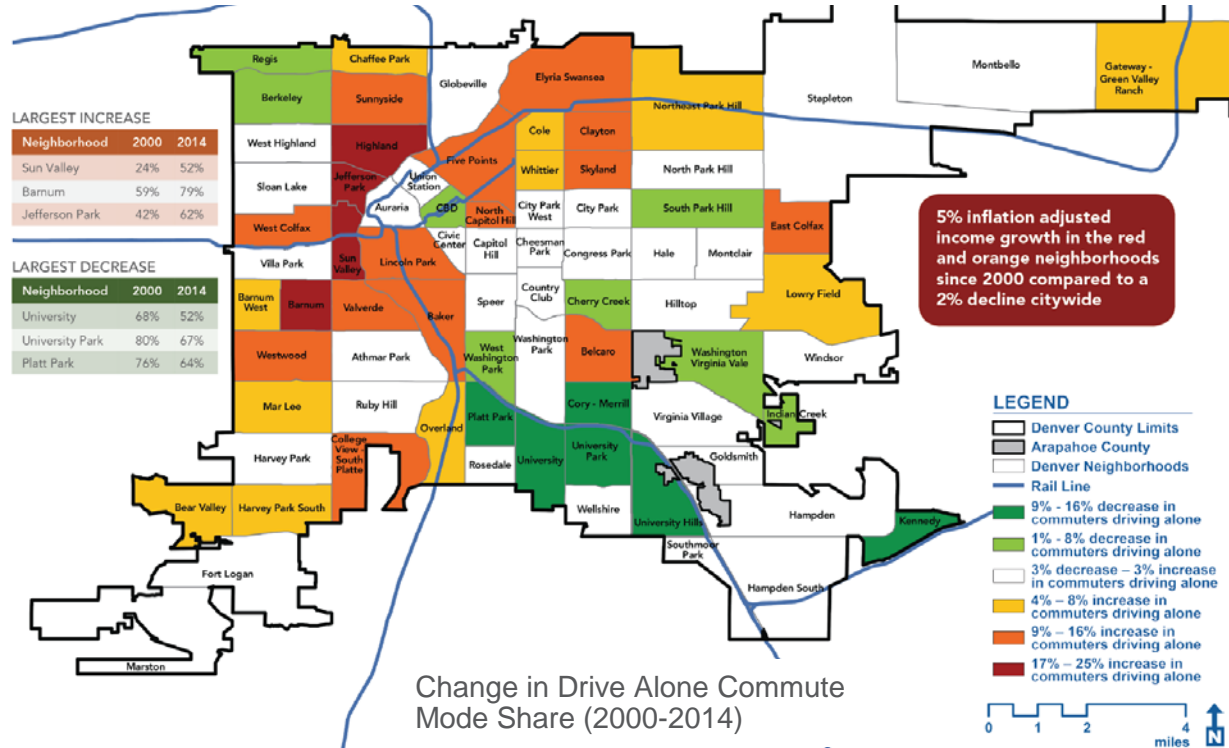 Regis
Chaffee Park
Globeville
Elyria Swansea
Montbello
Gateway -
Green Valley
Ranch
Stapleton
Berkeley
Sunnyside
Northeast Park Hill
LARGEST INCREASE
Neighborhood 2000 2014
Sun Valley 24% 52%
Barnum 59% 79%
Jefferson Park 42% 62%
West Highland
Highland
Cole
Clayton
Five Points
Whittier
Skyland
North Park Hill
Sloan Lake
Jefferson
Park
Union
Station
Auraria
CBD
North
Capitol Hill
City Park
West
City Park
South Park Hill
East Colfax
5% inflation adjusted
income growth in the red
and orange neighborhoods
since 2000 compared to a
2% decline citywide
West Colfax
Civic
Center
Capitol
Hill
Cheesman
Park
Congress Park
Hale
Montclair
LARGEST DECREASE
Neighborhood 2000 2014
University 68% 52%
University Park 80% 67%
Platt Park 76% 64%
Villa Park
Sun
Valley
Lincoln Park
Barnum
West
Barnum
Valverde
Baker
Speer
Country
Club
Cherry Creek
Hilltop
Lowry Field
Westwood
Athmar Park
West
Washington
Park
Washington
Park
Belcaro
Washington
Virginia Vale
Windsor
Mar Lee
Ruby Hill
Overland
Platt Park
Cory - Merrill
Virginia Village
Indian Creek
Harvey Park
College
View -
South
Platte
Rosedale
University
University
Park
Goldsmith
Bear Valley
Harvey Park South
Wellshire
University Hills
Hampden
Kennedy
Southmoor
Park
Hampden South
Fort Logan
Marston
LEGEND
Denver County Limits
Arapahoe County
Denver Neighborhoods
Rail Line
9% - 16% decrease in
commuters driving alone
1% - 8% decrease in
commuters driving alone
3% decrease – 3% increase
in commuters driving alone
4% – 8% increase in
commuters driving alone
9% – 16% increase in
commuters driving alone
17% – 25% increase in
commuters driving alone
Change in Drive Alone Commute
Mode Share (2000-2014)
0 1 2 4
miles
N